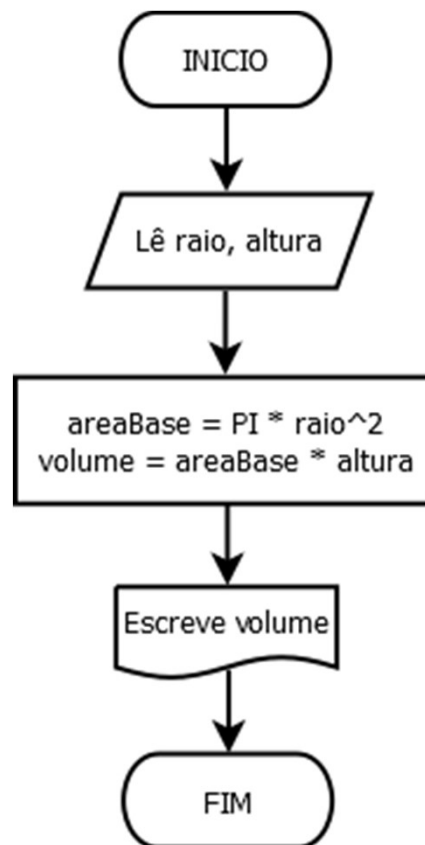 INICIO
Lê raio, altura
areaBase = PI * raio^2
volume = areaBase * altura
Escreve volume
FIM